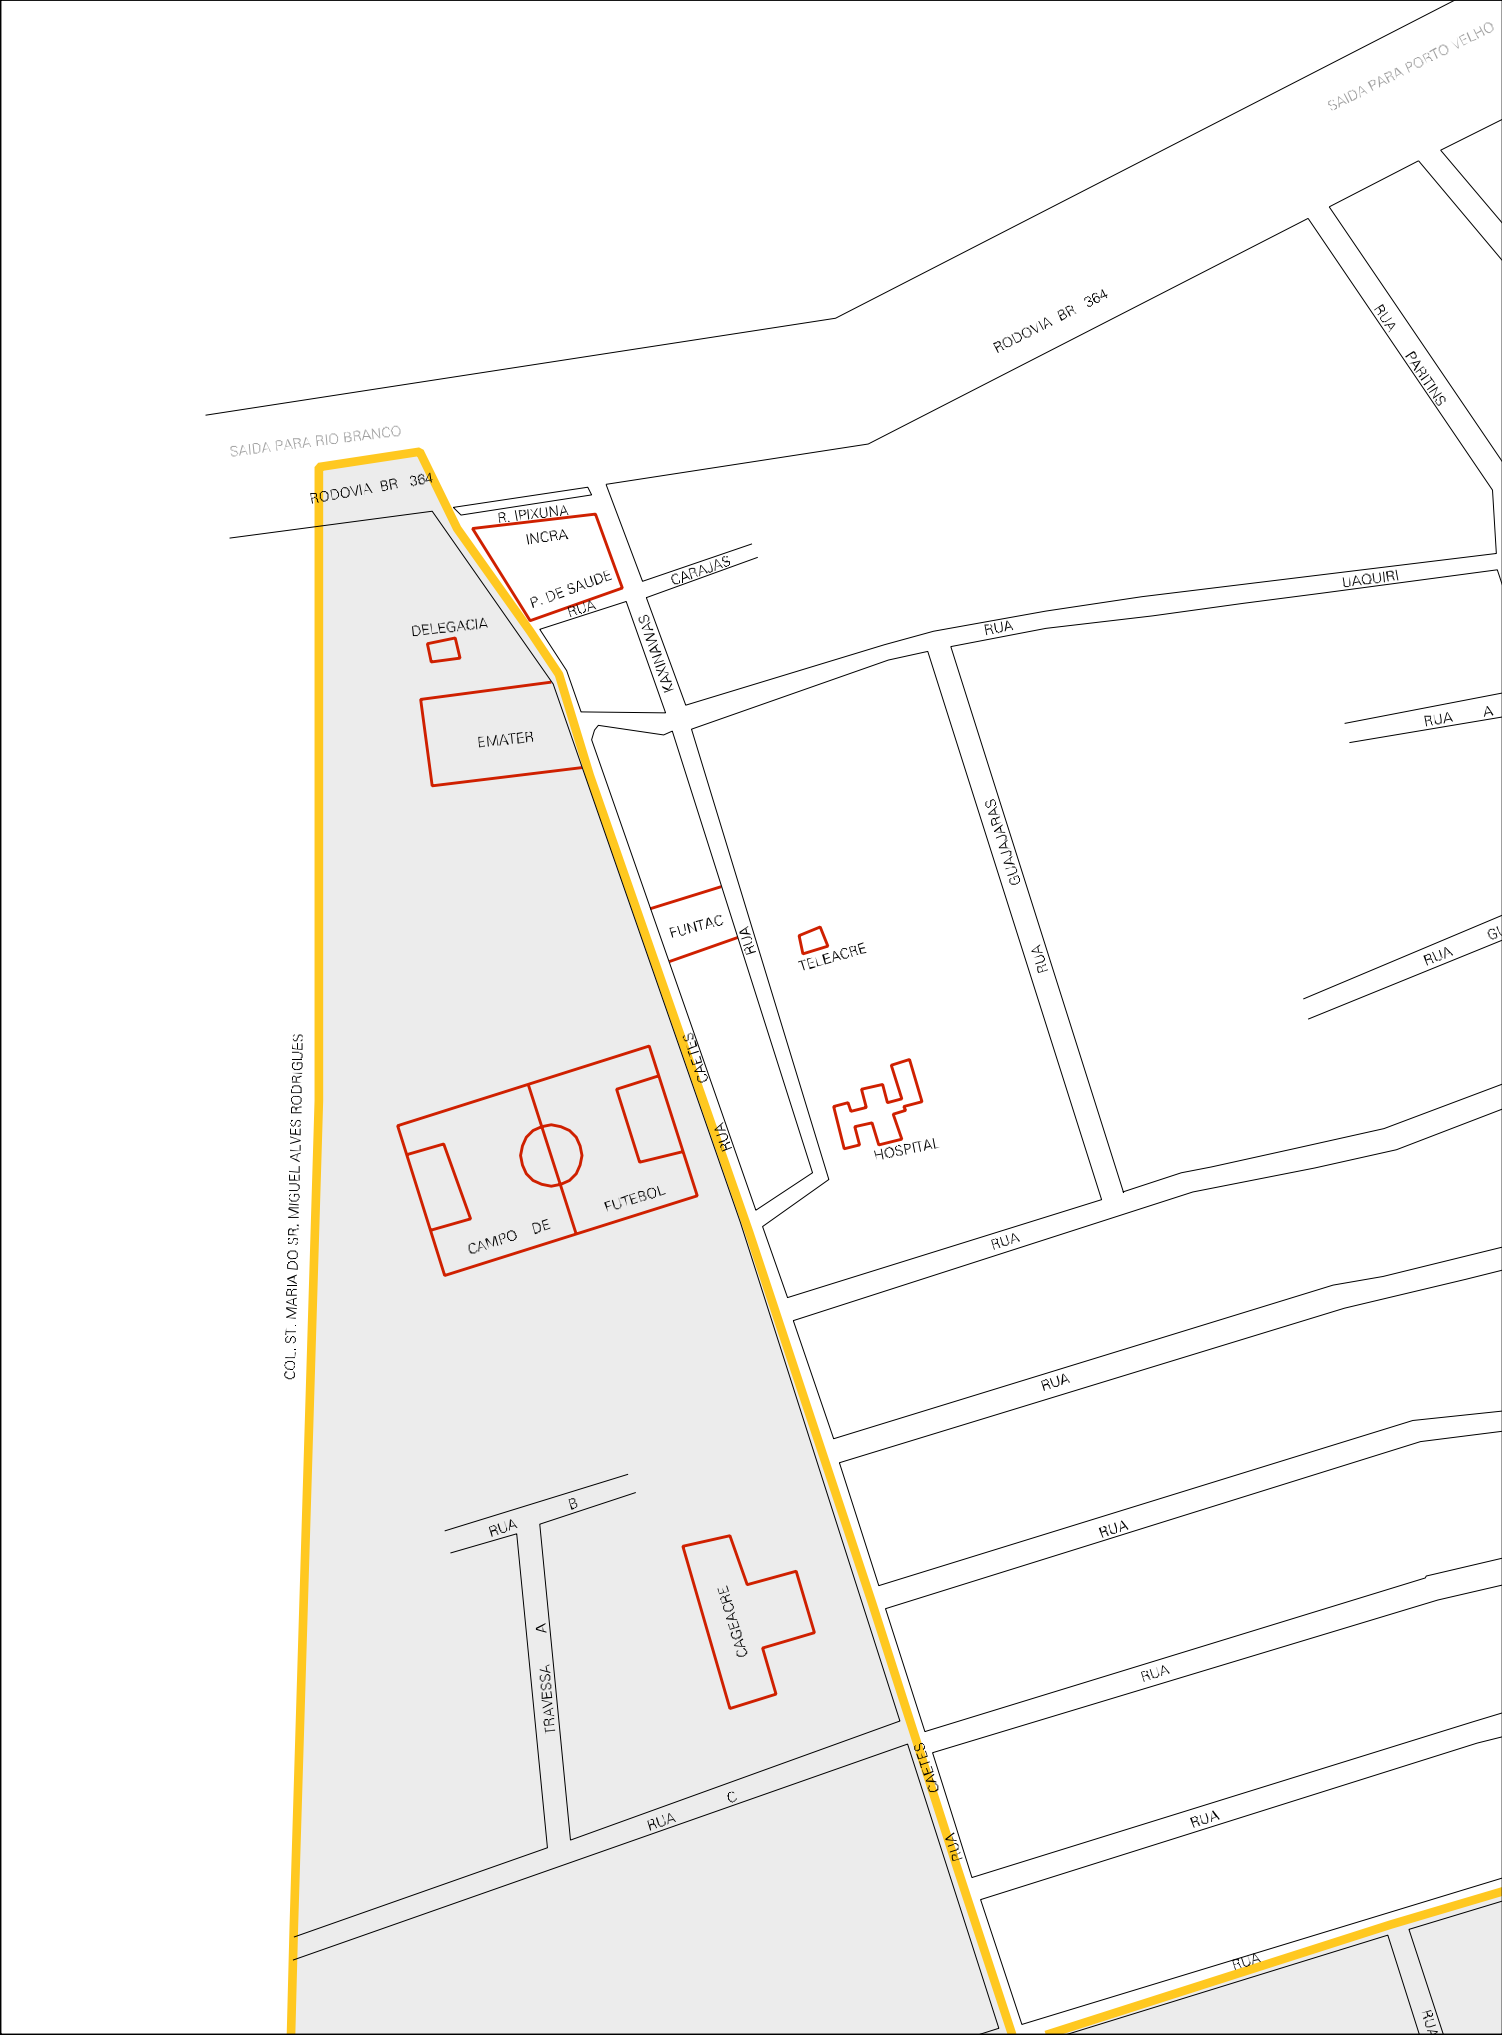 SAIDA PARA PORTO VELHO
RODOVIA BR 364
RUA PARITINS
SAIDA PARA RIO BRANCO
RODOVIA BR 364
R. IPIXUNA
INCRA
P. DE SAUDE
RUA
CARAJAS
UAQUIRI
RUA
DELEGACIA
KAXINAWAS
RUA A
EMATER
GUAJAJARAS
FUNTAC
RUA
TELEACRE
RUA
RUA GU
CAETES
COL. ST. MARIA DO SR. MIGUEL ALVES RODRIGUES
RUA
HOSPITAL
CAMPO DE FUTEBOL
RUA
RUA
RUA B
RUA
CAGEACRE
TRAVESSA A
RUA
CAETES
RUA C
RUA
RUA
RUA
RUA